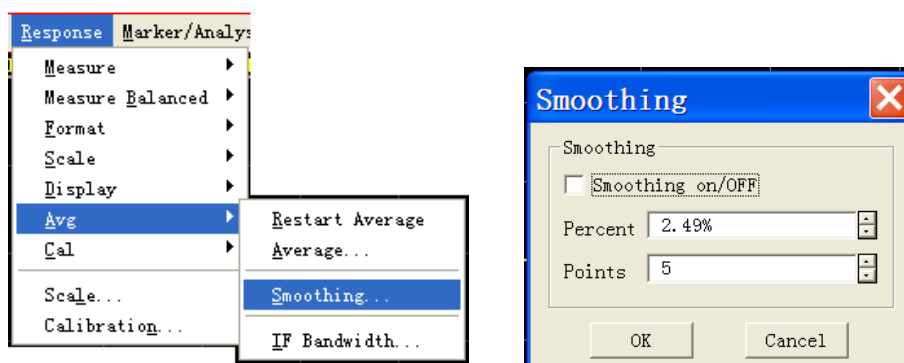 Response Marker/Analys
Measure
Measure Balanced
Format
Scale
Display
Avg
Cal
Scale...
Calibration...
Restart Average
Average...
Smoothing...
IF Bandwidth...
Smoothing
Smoothing
Smoothing on/OFF
Percent 2.49%
Points 5
OK Cancel